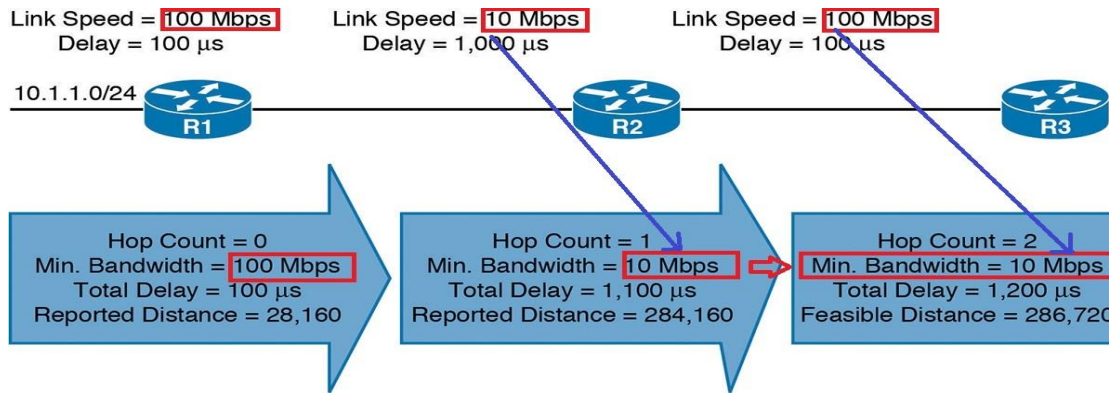 Link Speed = 100 Mbps
Delay = 100 μs
Link Speed = 10 Mbps
Delay = 1,000 μs
Link Speed = 100 Mbps
Delay = 100 μs
10.1.1.0/24
R1
R2
R3
Hop Count = 0
Min. Bandwidth = 100 Mbps
Total Delay = 100 μs
Reported Distance = 28,160
Hop Count = 1
Min. Bandwidth = 10 Mbps
Total Delay = 1,100 μs
Reported Distance = 284,160
Hop Count = 2
Min. Bandwidth = 10 Mbps
Total Delay = 1,200 μs
Feasible Distance = 286,720